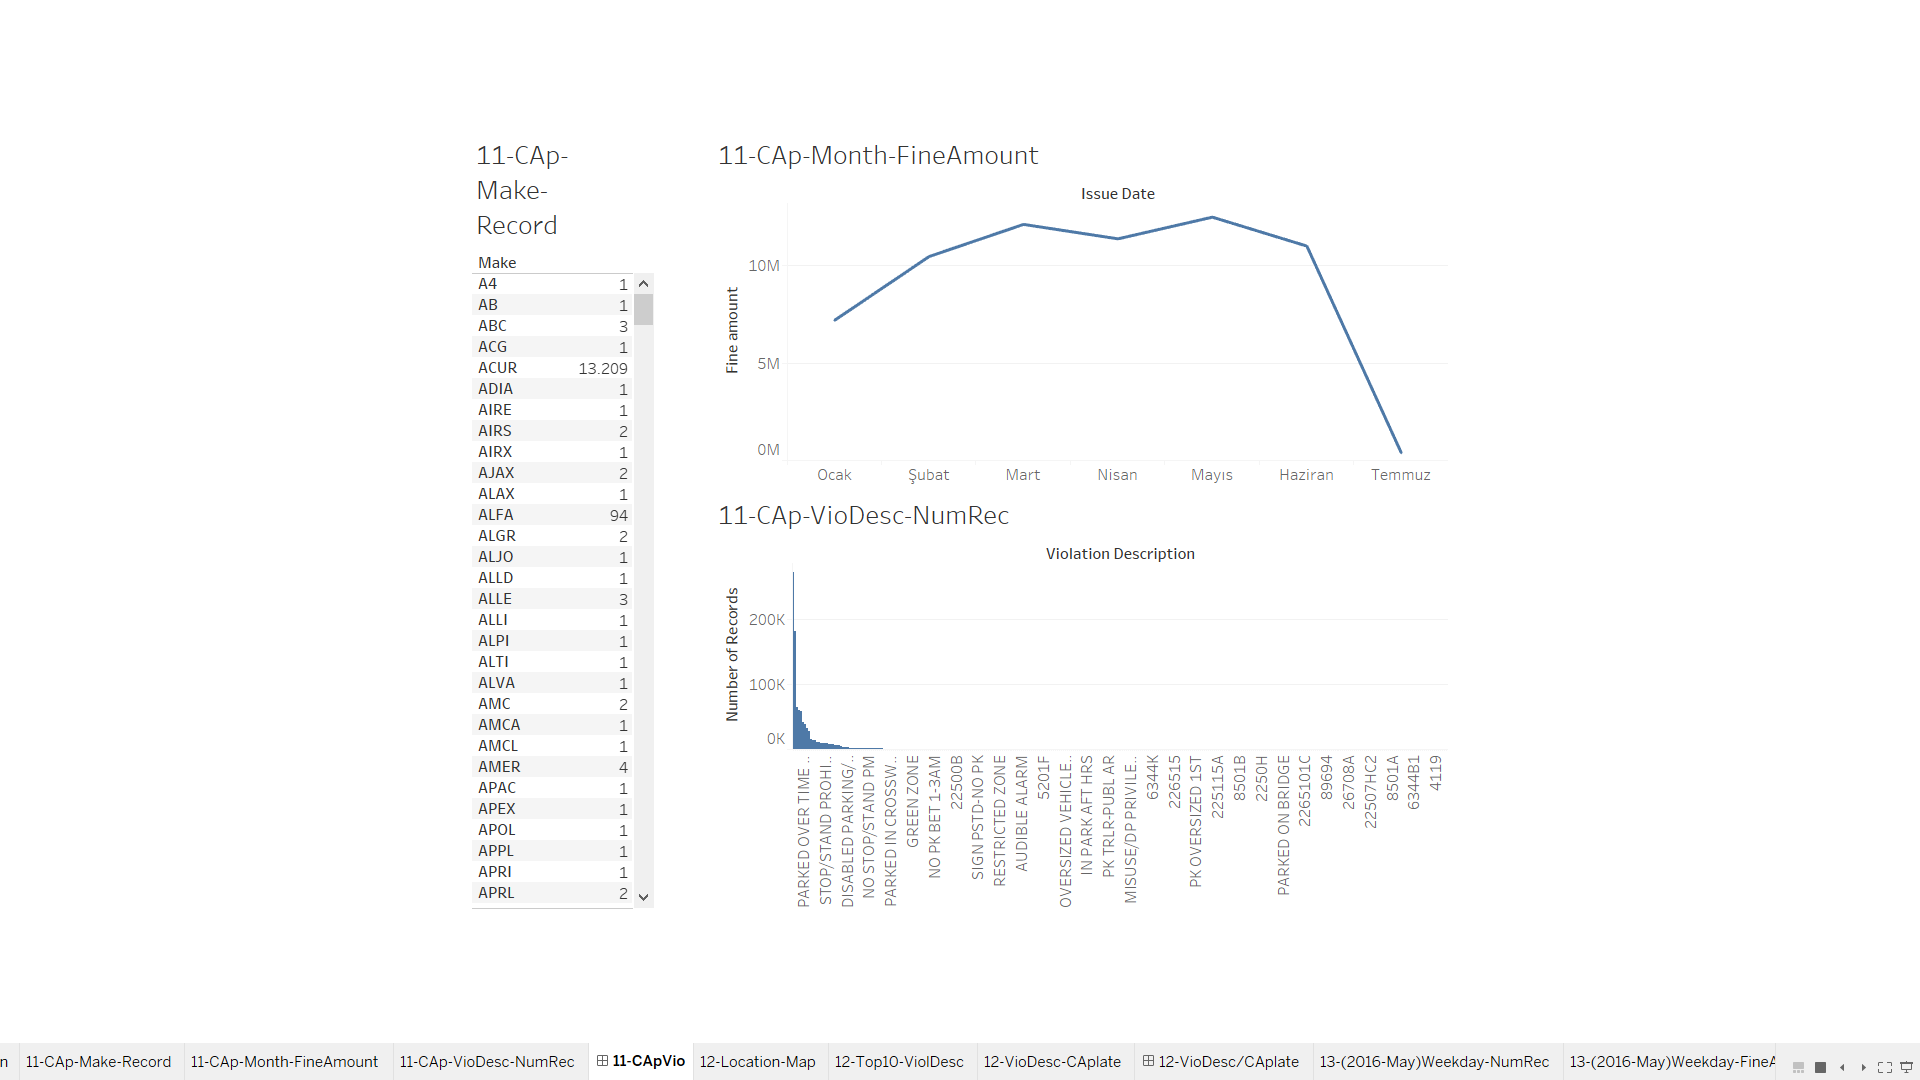 11-CAp-
Make-
Record
Make
A4 1
AB 1
ABC 3
ACG 1
ACUR 13.209
ADIA 1
AIRE 1
AIRS 2
AIRX 1
AJAX 2
ALAX 1
ALFA 94
ALGR 2
ALJO 1
ALLD 1
ALLE 3
ALLI 1
ALPI 1
ALTI 1
ALVA 1
AMC 2
AMCA 1
AMCL 1
AMER 4
APAC 1
APEX 1
APOL 1
APPL 1
APRI 1
APRL 2
11-CAp-Month-FineAmount
Issue Date
Fine amount
10M
5M
0M
Ocak Şubat Mart Nisan Mayıs Haziran Temmuz
11-CAp-VioDesc-NumRec
Violation Description
Number of Records
200K
100K
0K
PARKED OVER TIME ..
STOP/STAND PROHI..
DISABLED PARKING/..
NO STOP/STAND PM
PARKED IN CROSSW..
GREEN ZONE
NO PK BET 1-3AM
22500B
SIGN PSTD-NO PK
RESTRICTED ZONE
AUDIBLE ALARM
5201F
OVERSIZED VEHICLE..
IN PARK AFT HRS
PK TRLR-PUBL AR
MISUSE/DP PRIVILE..
6344K
226515
PK OVERSIZED 1ST
225115A
8501B
2250H
2265101C
PARKED ON BRIDGE
89694
26708A
22507HC2
8501A
6344B1
4119
n 11-CAp-Make-Record 11-CAp-Month-FineAmount 11-CAp-VioDesc-NumRec 11-CApVio 12-Location-Map 12-Top10-ViolDesc 12-VioDesc-CAplate 12-VioDesc/CAplate 13-(2016-May)Weekday-NumRec 13-(2016-May)Weekday-FineA